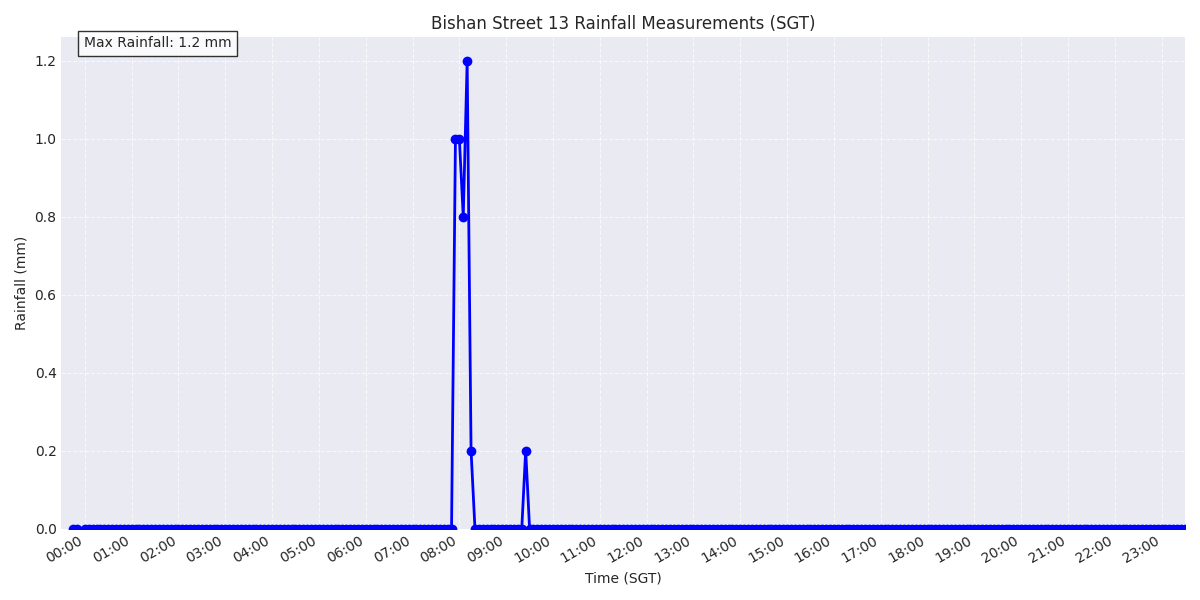 Bishan Street 13 Rainfall Measurements (SGT)
Max Rainfall: 1.2 mm
1.2
1.0
0.8
0.6
0.4
0.2
0.0
Rainfall (mm)
00:00 01:00 02:00 03:00 04:00 05:00 06:00 07:00 08:00 09:00 10:00 11:00 12:00 13:00 14:00 15:00 16:00 17:00 18:00 19:00 20:00 21:00 22:00 23:00
Time (SGT)